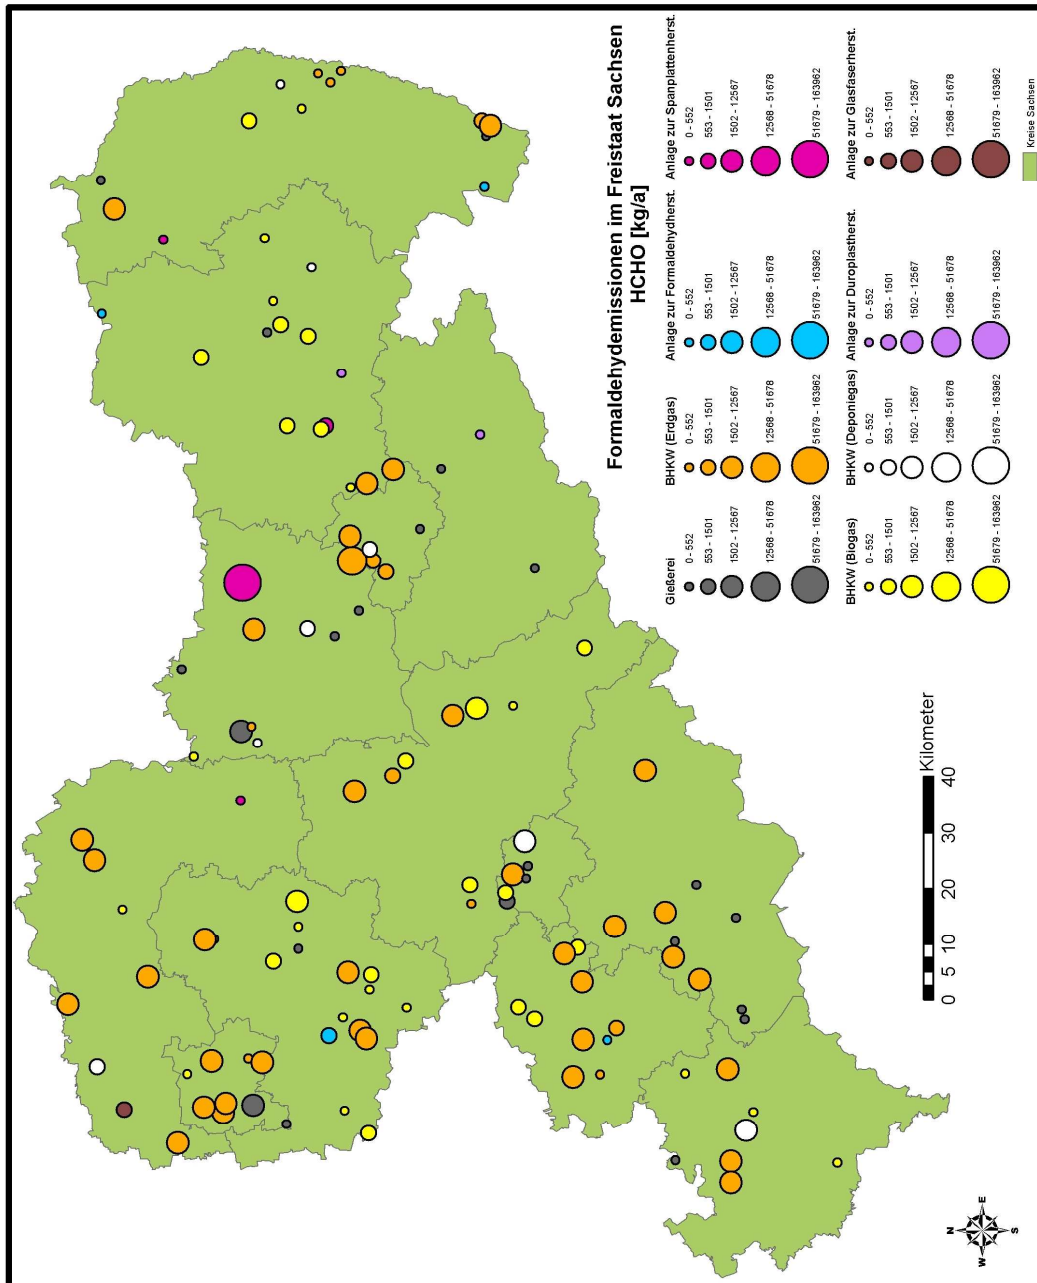 Formaldehydemissionen im Freistaat Sachsen
HCHO [kg/a]
Gießerei
0 - 552
553 - 1501
1502 - 12567
12568 - 51678
51679 - 163962
BHKW (Erdgas)
0 - 552
553 - 1501
1502 - 12567
12568 - 51678
51679 - 163962
Anlage zur Formaldehydherst.
0 - 552
553 - 1501
1502 - 12567
12568 - 51678
51679 - 163962
Anlage zur Spanplattenherst.
0 - 552
553 - 1501
1502 - 12567
12568 - 51678
51679 - 163962
BHKW (Biogas)
0 - 552
553 - 1501
1502 - 12567
12568 - 51678
51679 - 163962
BHKW (Deponiegas)
0 - 552
553 - 1501
1502 - 12567
12568 - 51678
51679 - 163962
Anlage zur Duroplastherst.
0 - 552
553 - 1501
1502 - 12567
12568 - 51678
51679 - 163962
Anlage zur Glasfaserherst.
0 - 552
553 - 1501
1502 - 12567
12568 - 51678
51679 - 163962
Kreise Sachsen
Kilometer
0 5 10 20 30 40
N
W E
S